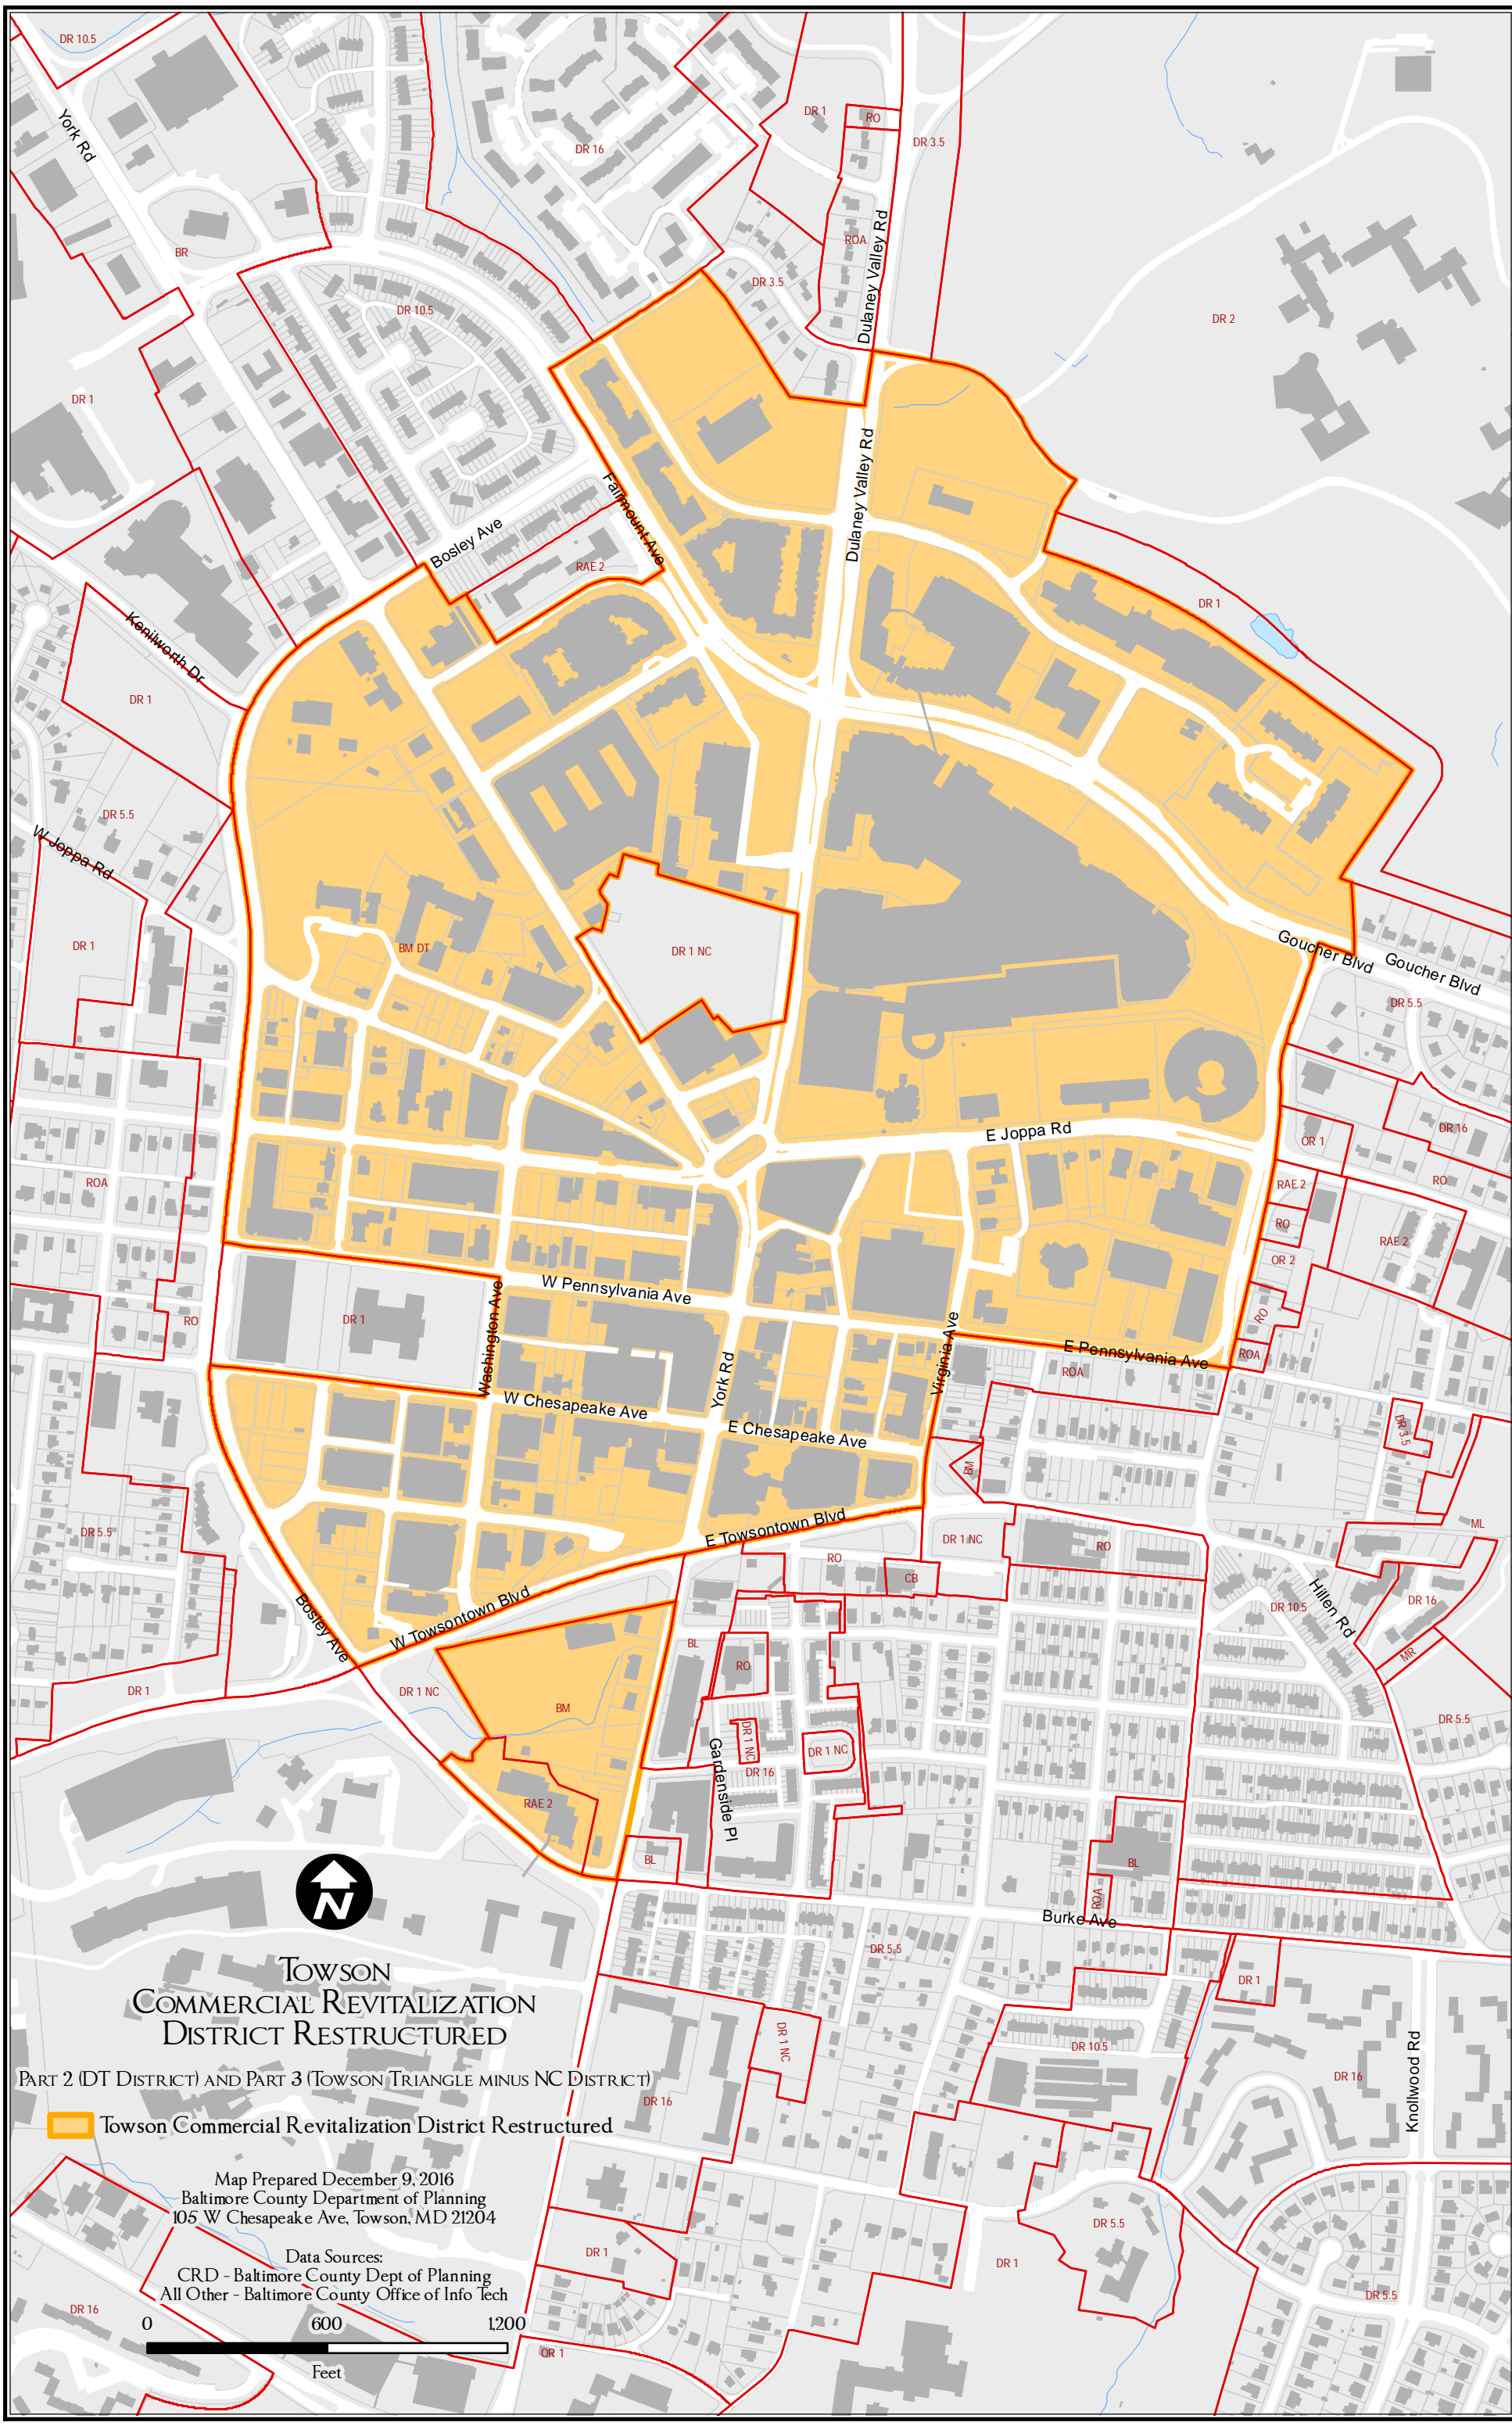 DR 10.5
York Rd
DR 16
DR 1
RO
DR 3.5
BR
ROA
Dulaney Valley Rd
DR 3.5
DR 10.5
DR 2
DR 1
Dulaney Valley Rd
Fairmount Ave
Bosley Ave
RAE 2
DR 1
Kenilworth Dr
DR 1
DR 5.5
W Joppa Rd
DR 1
BM DT
DR 1 NC
Goucher Blvd
Goucher Blvd
DR 5.5
E Joppa Rd
DR 16
OR 1
RO
ROA
RAE 2
RO
RAE 2
OR 2
W Pennsylvania Ave
RO
DR 1
RO
Washington Ave
Virginia Ave
E Pennsylvania Ave
ROA
ROA
York Rd
W Chesapeake Ave
E Chesapeake Ave
DR 3.5
BM
E Towsontown Blvd
DR 5.5
DR 1 NC
RO
ML
RO
CB
Hillen Rd
DR 10.5
DR 16
Bosley Ave
W Towsontown Blvd
BL
RO
MR
DR 1
DR 1 NC
BM
DR 1 NC
DR 1 NC
DR 5.5
Gardenside Pl
DR 16
RAE 2
BL
BL
ROA
Burke Ave
DR 5.5
DR 1
N
Towson
Commercial Revitalization
District Restructured
DR 1 NC
DR 10.5
DR 16
Knollwood Rd
Part 2 (DT District) and Part 3 (Towson Triangle minus NC District)
DR 16
Towson Commercial Revitalization District Restructured
Map Prepared December 9, 2016
Baltimore County Department of Planning
105 W Chesapeake Ave, Towson, MD 21204
DR 5.5
DR 1
DR 1
Data Sources:
CRD - Baltimore County Dept of Planning
All Other - Baltimore County Office of Info Tech
DR 5.5
DR 16
0 600 1,200
Feet
OR 1